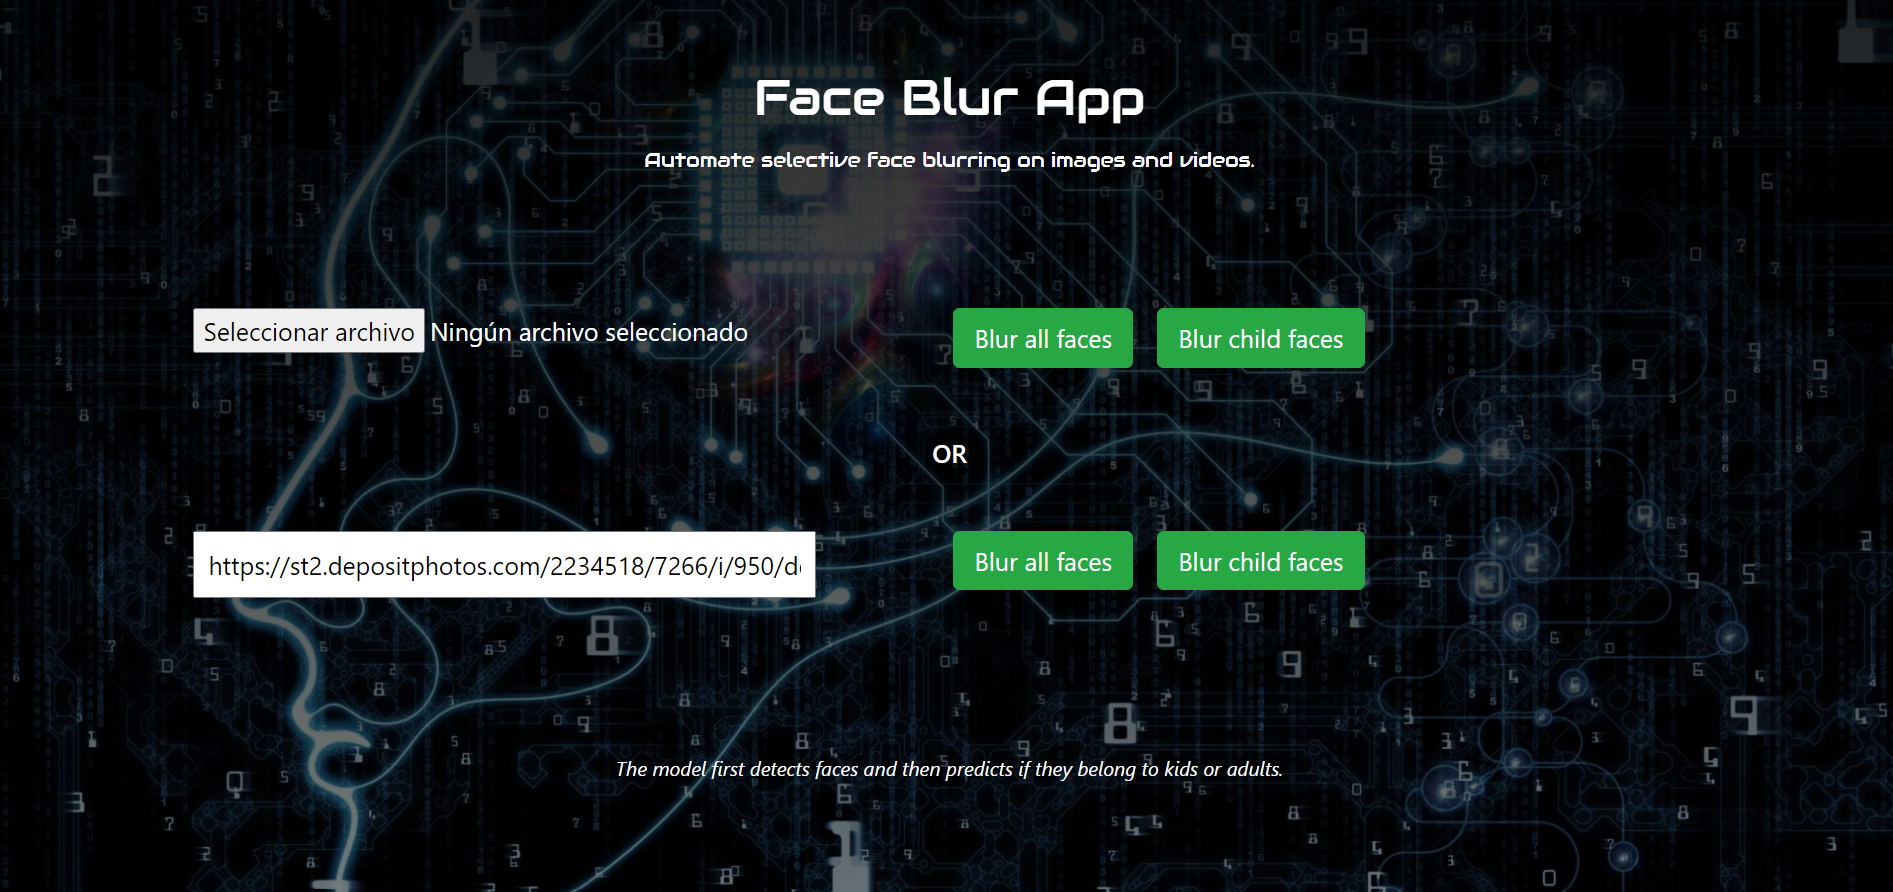 Face Blur App
Automate selective face blurring on images and videos.
Seleccionar archivo Ningún archivo seleccionado
Blur all faces Blur child faces
OR
https://st2.depositphotos.com/2234518/7266/i/950/d
Blur all faces Blur child faces
The model first detects faces and then predicts if they belong to kids or adults.